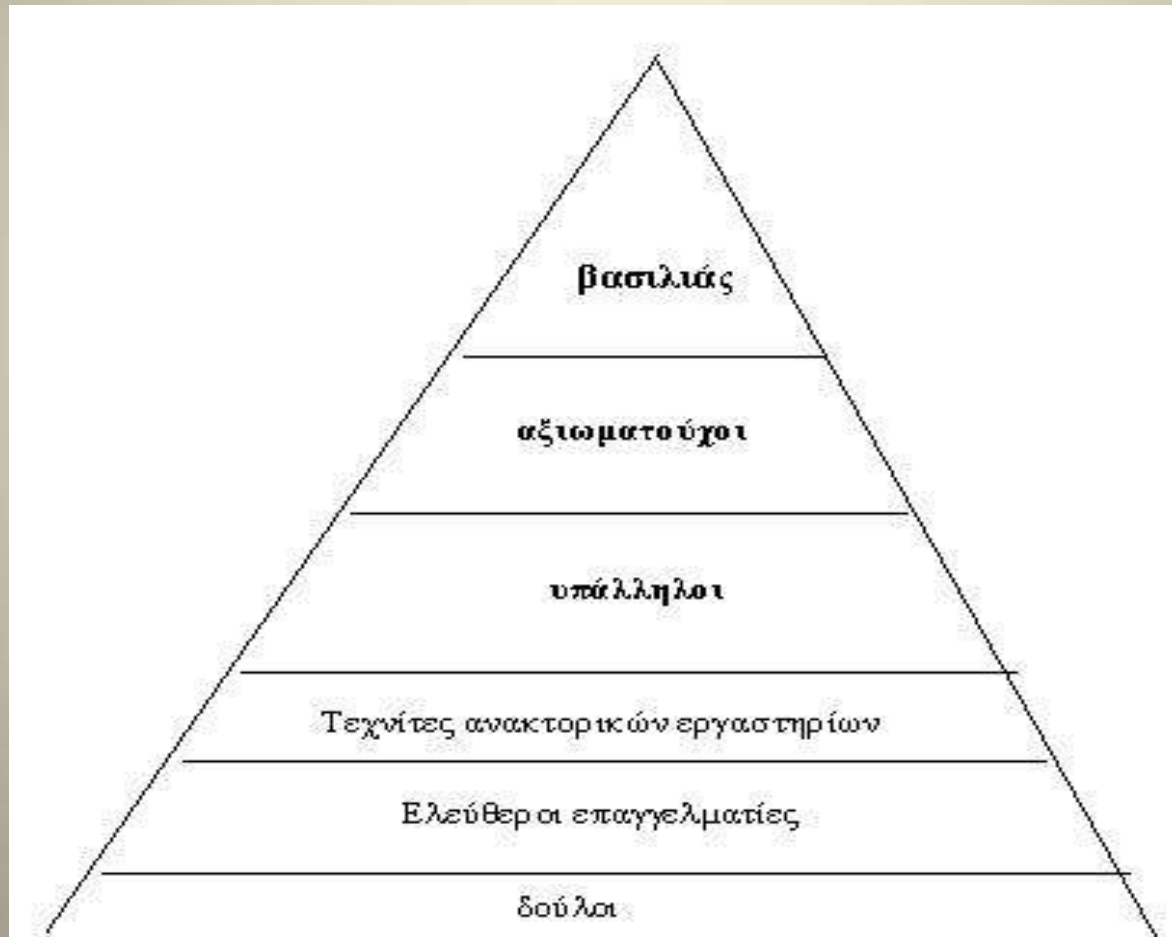 βασιλιάς
αξιωματούχοι
υπάλληλοι
Τεχνίτες ανακτορικών εργαστηρίων
Ελεύθεροι επαγγελματίες
δούλοι